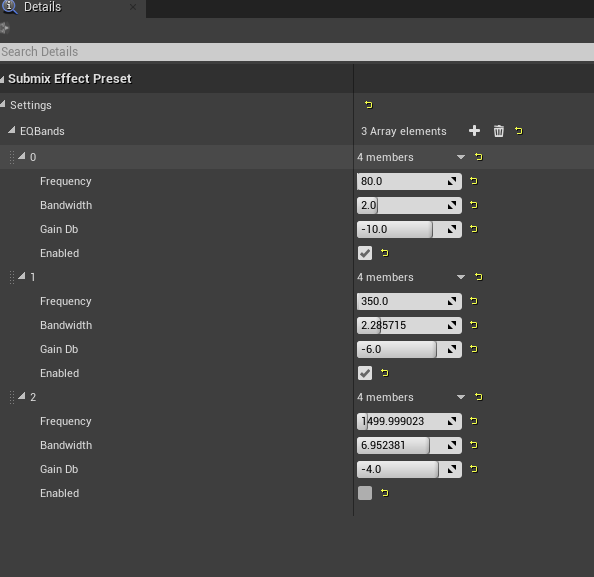 Details
Search Details
Submix Effect Preset
Settings
EQBands 3 Array elements
0 4 members
Frequency 80.0
Bandwidth 2.0
Gain Db -10.0
Enabled
1 4 members
Frequency 350.0
Bandwidth 2.285715
Gain Db -6.0
Enabled
2 4 members
Frequency 1499.999023
Bandwidth 6.952381
Gain Db -4.0
Enabled